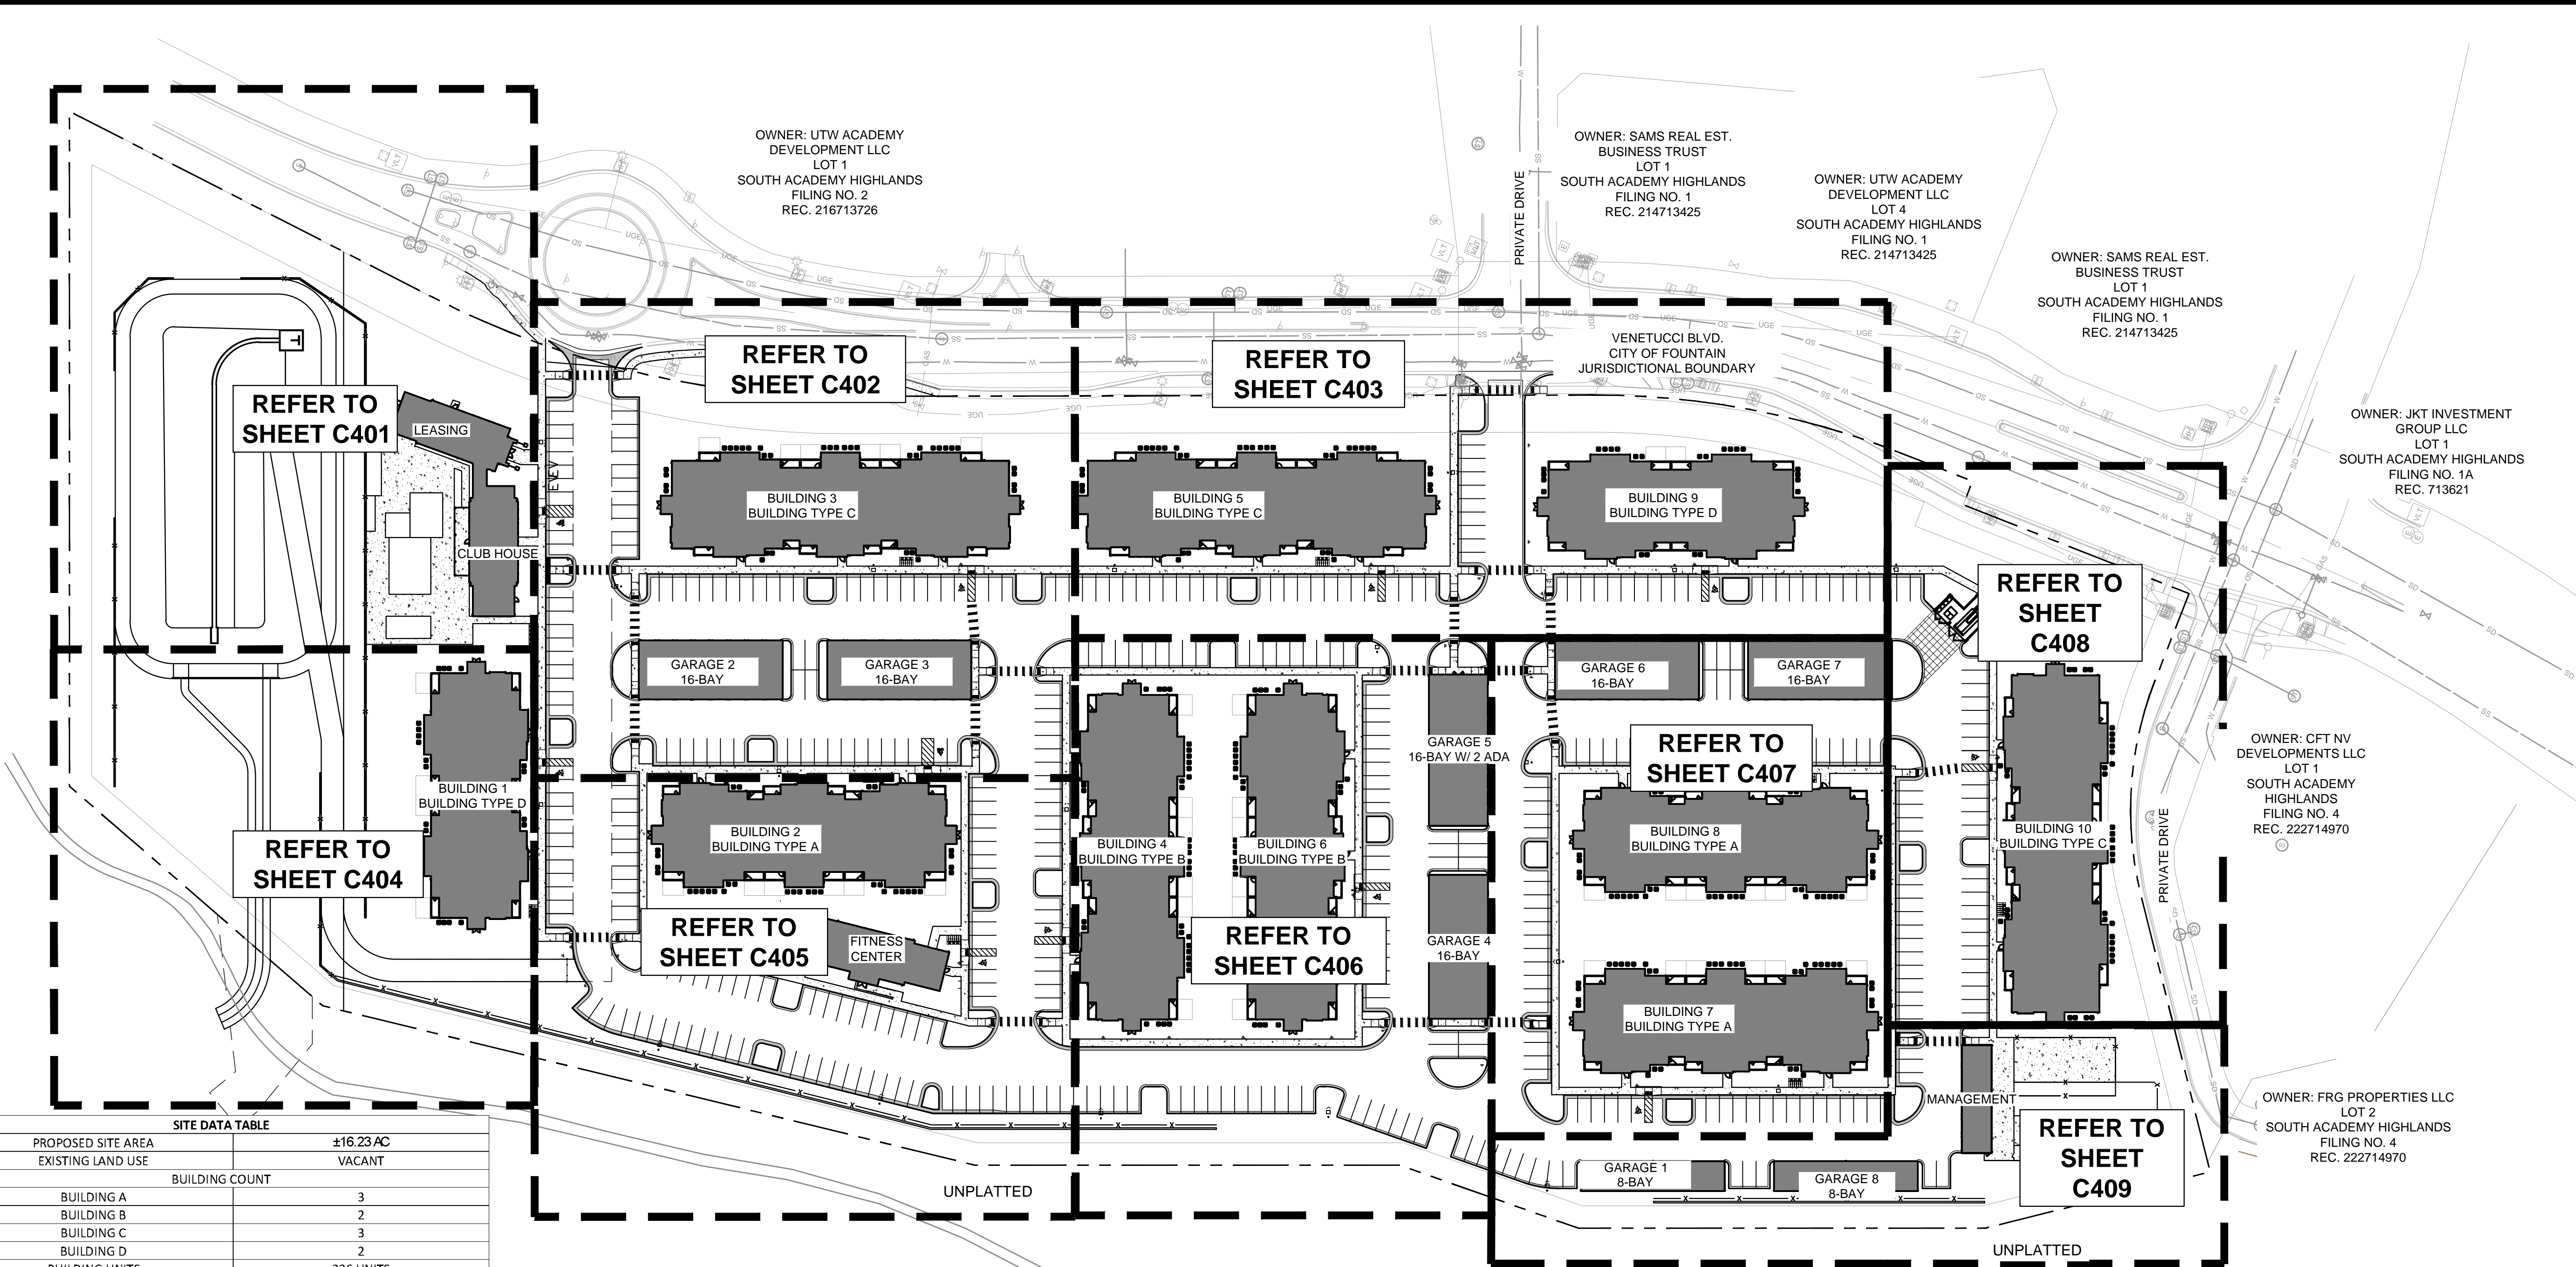 OWNER: UTW ACADEMY
DEVELOPMENT LLC
LOT 1
SOUTH ACADEMY HIGHLANDS
FILING NO. 2
REC. 216713726
PRIVATE DRIVE
OWNER: SAMS REAL EST.
BUSINESS TRUST
LOT 1
SOUTH ACADEMY HIGHLANDS
FILING NO. 1
REC. 214713425
OWNER: UTW ACADEMY
DEVELOPMENT LLC
LOT 4
SOUTH ACADEMY HIGHLANDS
FILING NO. 1
REC. 214713425
OWNER: SAMS REAL EST.
BUSINESS TRUST
LOT 1
SOUTH ACADEMY HIGHLANDS
FILING NO. 1
REC. 214713425
VENETUCCI BLVD.
CITY OF FOUNTAIN
JURISDICTIONAL BOUNDARY
OWNER: JKT INVESTMENT
GROUP LLC
LOT 1
SOUTH ACADEMY HIGHLANDS
FILING NO. 1A
REC. 713621
REFER TO
SHEET C401
REFER TO
SHEET C402
REFER TO
SHEET C403
LEASING
CLUB HOUSE
EV
EV
T
BUILDING 3
BUILDING TYPE C
BUILDING 5
BUILDING TYPE C
BUILDING 9
BUILDING TYPE D
REFER TO
SHEET
C408
GARAGE 2
16-BAY
GARAGE 3
16-BAY
GARAGE 6
16-BAY
GARAGE 7
16-BAY
GARAGE 5
16-BAY W/ 2 ADA
REFER TO
SHEET C407
OWNER: CFT NV
DEVELOPMENTS LLC
LOT 1
SOUTH ACADEMY
HIGHLANDS
FILING NO. 4
REC. 222714970
BUILDING 1
BUILDING TYPE D
BUILDING 2
BUILDING TYPE A
BUILDING 4
BUILDING TYPE B
BUILDING 6
BUILDING TYPE B
BUILDING 8
BUILDING TYPE A
BUILDING 10
BUILDING TYPE C
PRIVATE DRIVE
REFER TO
SHEET C404
REFER TO
SHEET C405
FITNESS
CENTER
REFER TO
SHEET C406
GARAGE 4
16-BAY
BUILDING 7
BUILDING TYPE A
MANAGEMENT
REFER TO
SHEET
C409
OWNER: FRG PROPERTIES LLC
LOT 2
SOUTH ACADEMY HIGHLANDS
FILING NO. 4
REC. 222714970
GARAGE 1
8-BAY
GARAGE 8
8-BAY
UNPLATTED
UNPLATTED
SITE DATA TABLE
PROPOSED SITE AREA ±16.23 AC
EXISTING LAND USE VACANT
BUILDING COUNT
BUILDING A 3
BUILDING B 2
BUILDING C 3
BUILDING D 2